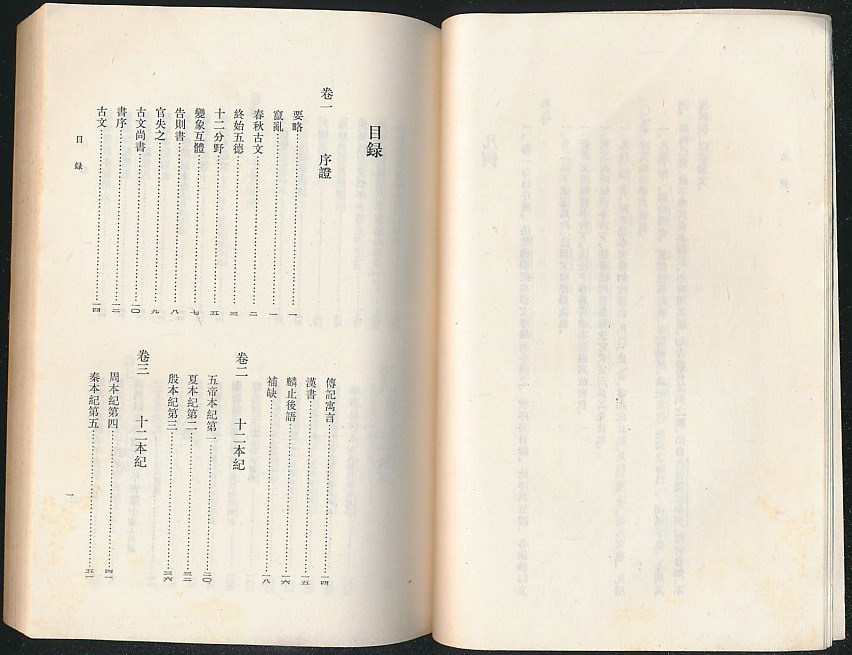 目録
卷一 序證
要略……一
竄亂……一
春秋古文……二
終始五德……三
十二分野……五
變象互體……七
告則書……八
官失之……九
古文尚書……一〇
書序……一二
古文……一四
傳記寓言……一四
漢書……一五
麟止後語……一六
補缺……一八
卷二 十二本紀
五帝本紀第一……二〇
夏本紀第二……三二
殷本紀第三……三六
卷三 十二本紀
周本紀第四……四一
秦本紀第五……五一
目録
一